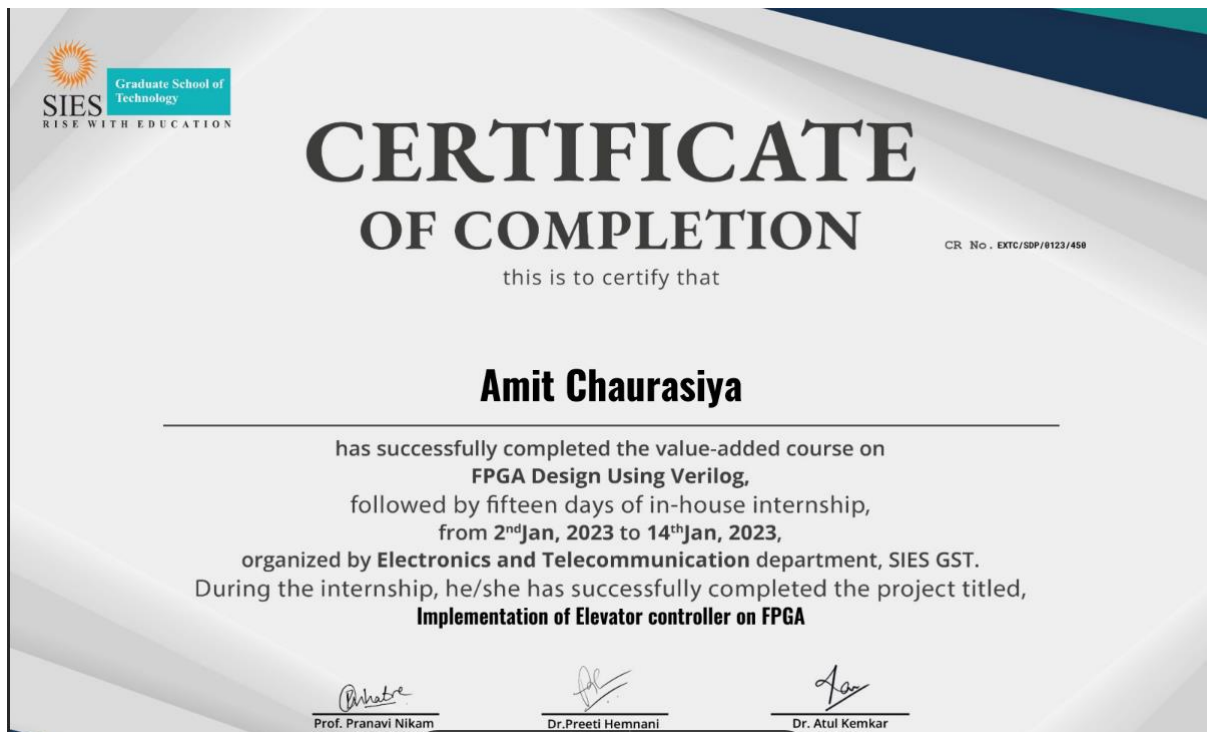 SIES
Graduate School of
Technology
RISE WITH EDUCATION
CERTIFICATE
OF COMPLETION
CR No. EXTC/SDP/0123/450
this is to certify that
Amit Chaurasiya
has successfully completed the value-added course on
FPGA Design Using Verilog,
followed by fifteen days of in-house internship,
from 2ndJan, 2023 to 14thJan, 2023,
organized by Electronics and Telecommunication department, SIES GST.
During the internship, he/she has successfully completed the project titled,
Implementation of Elevator controller on FPGA
Prof. Pranavi Nikam
Dr.Preeti Hemnani
Dr. Atul Kemkar